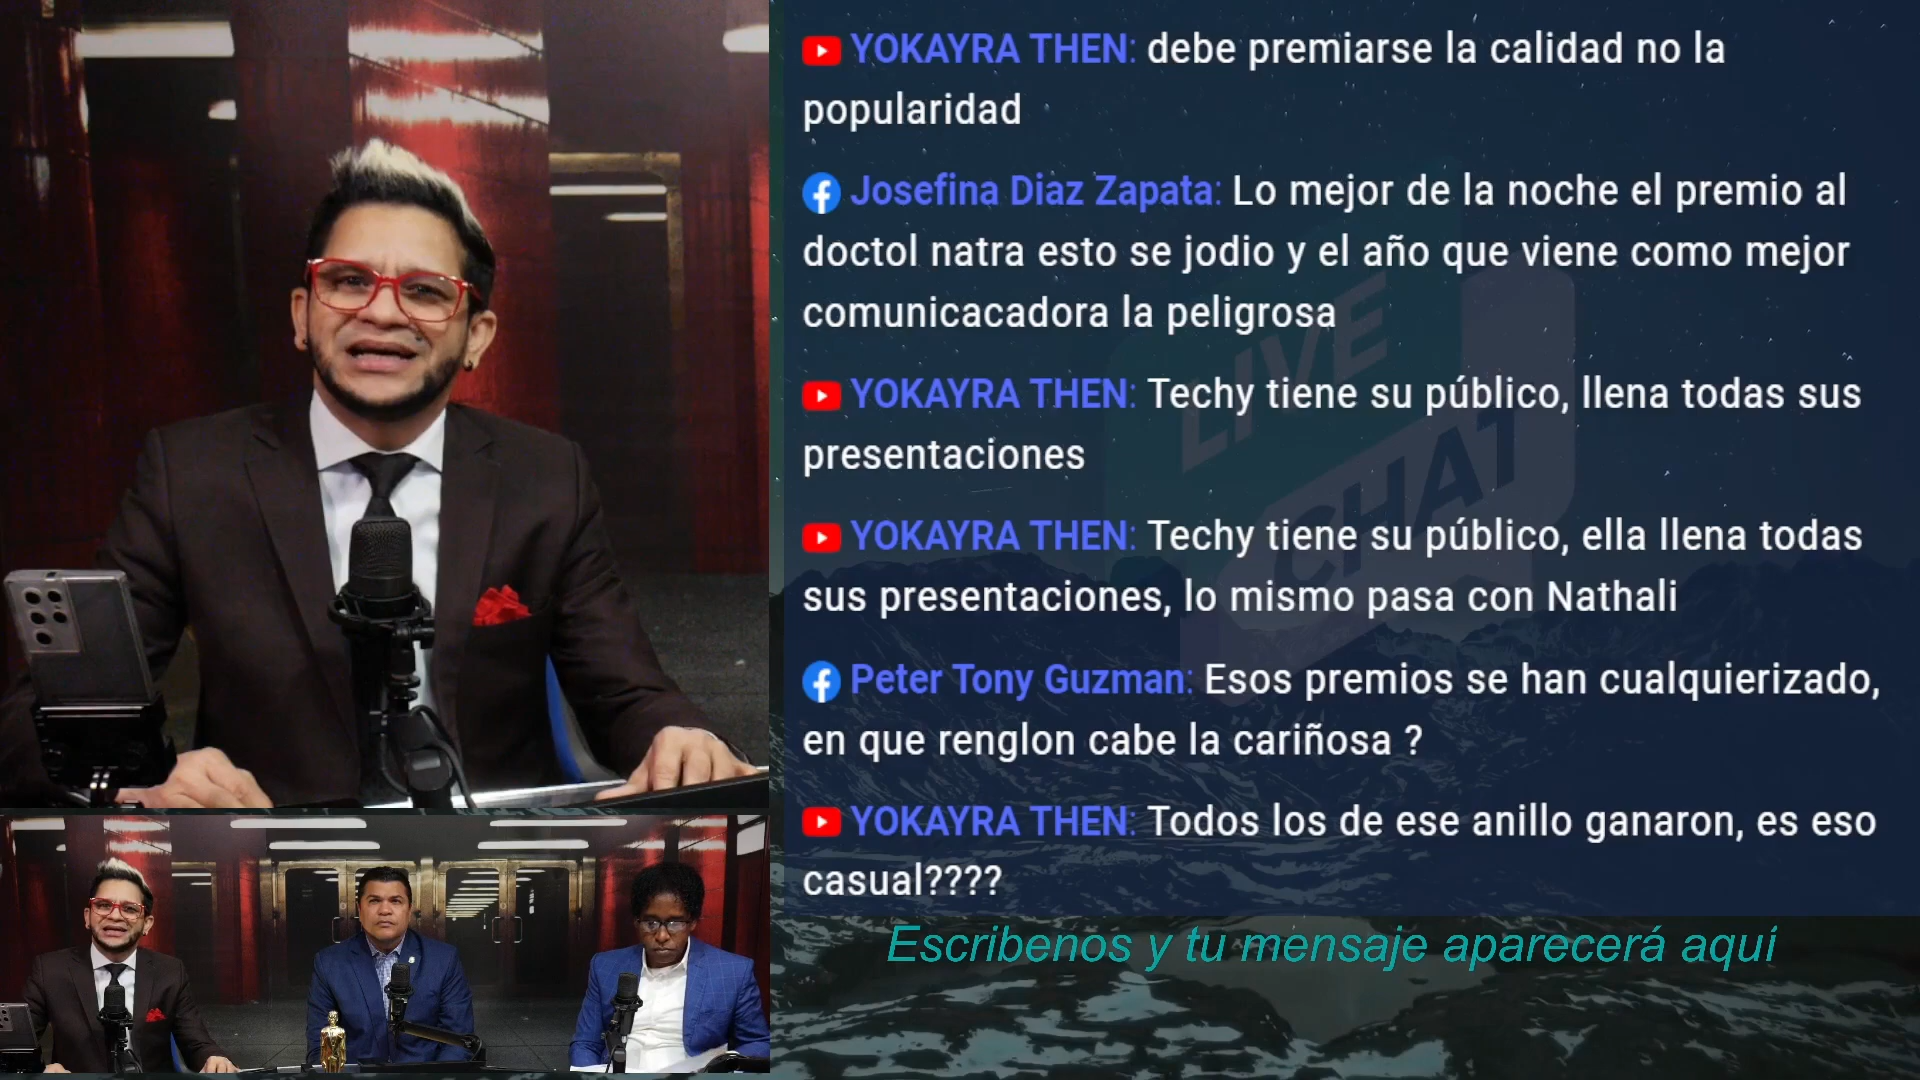 YOKAYRA THEN: debe premiarse la calidad no la
popularidad
Josefina Diaz Zapata: Lo mejor de la noche el premio al
doctol natra esto se jodio y el año que viene como mejor
comunicacadora la peligrosa
YOKAYRA THEN: Techy tiene su público, llena todas sus
presentaciones
YOKAYRA THEN: Techy tiene su público, ella llena todas
sus presentaciones, lo mismo pasa con Nathali
Peter Tony Guzman: Esos premios se han cualquierizado,
en que renglon cabe la cariñosa ?
YOKAYRA THEN: Todos los de ese anillo ganaron, es eso
casual????
Escribenos y tu mensaje aparecerá aquí
LIVE
CHAT